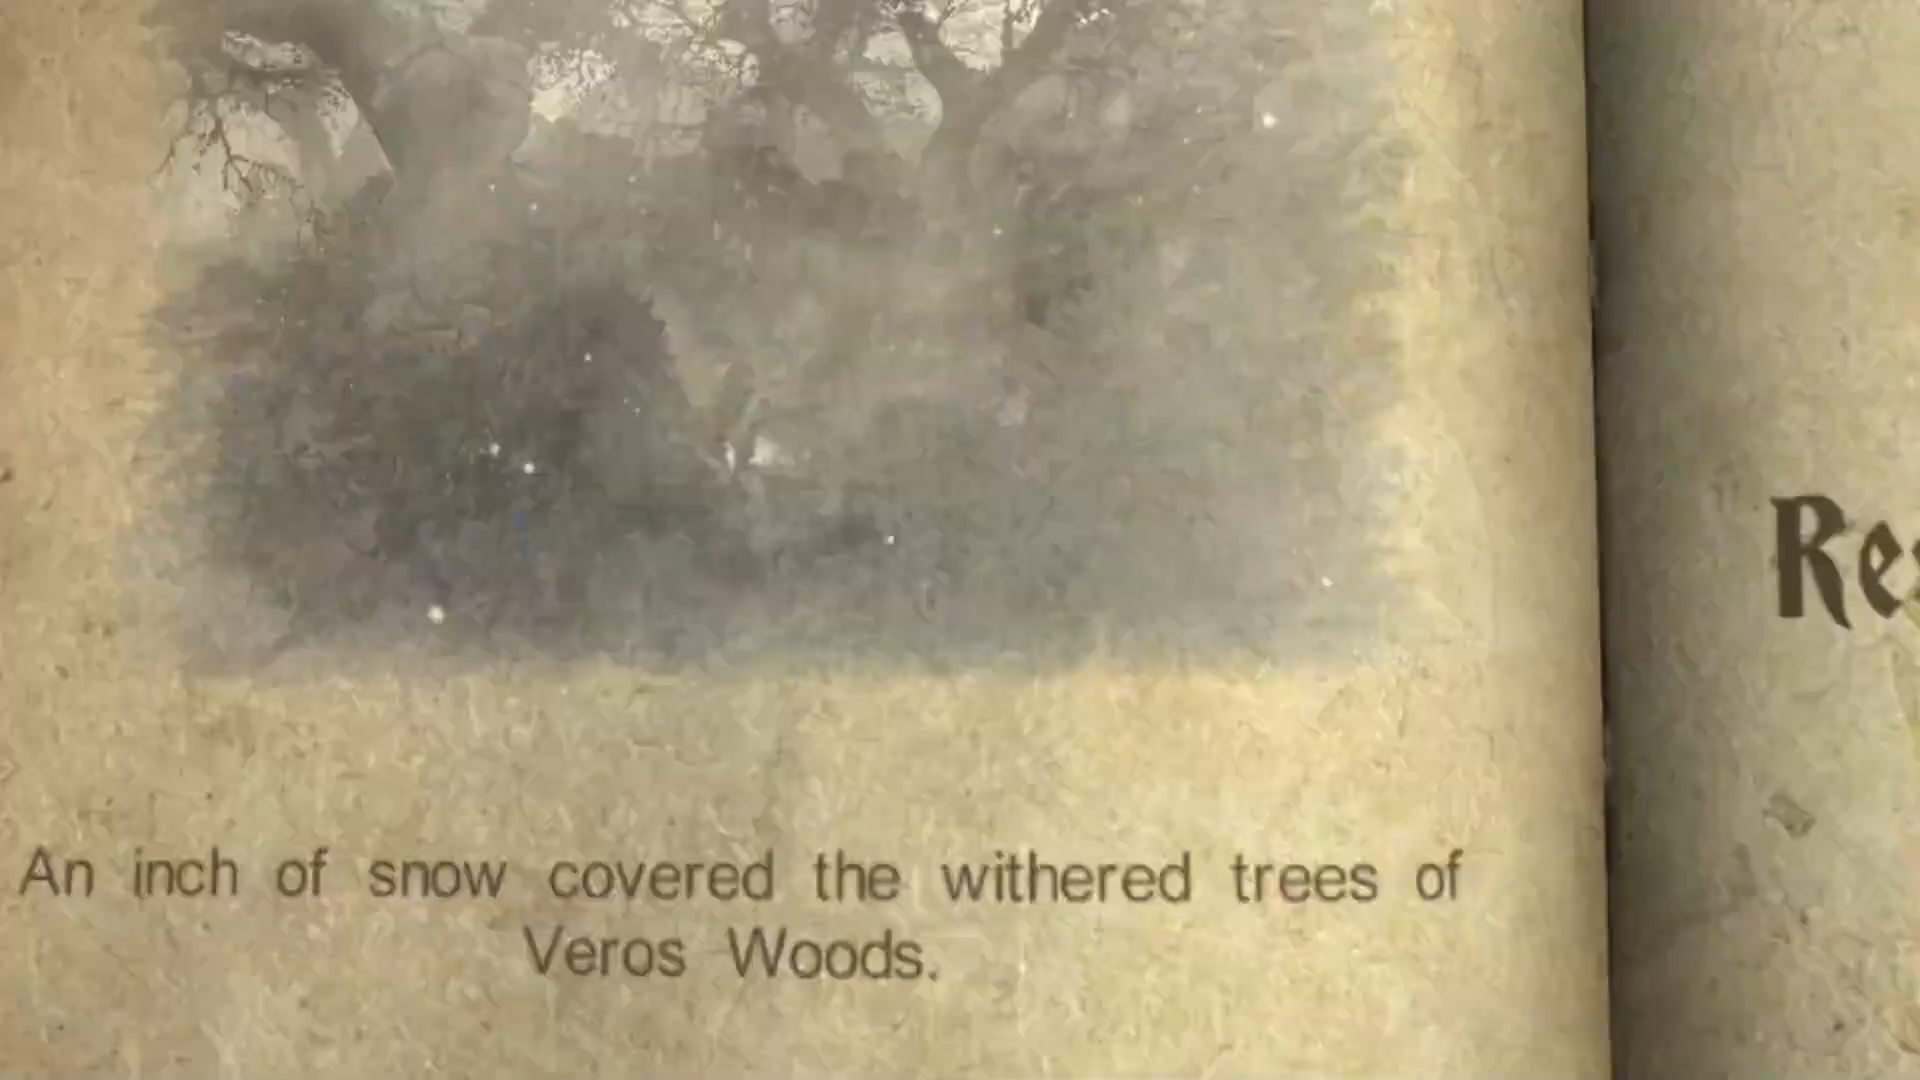 An inch of snow covered the withered trees of
Veros Woods.